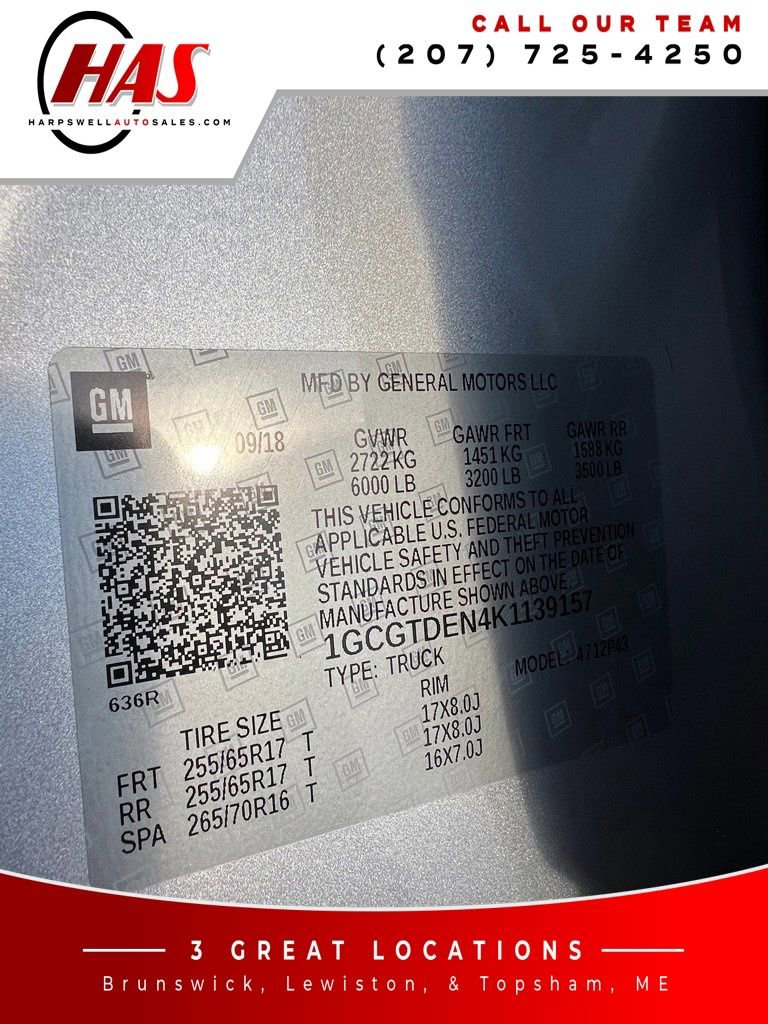 HAS
HARPSWELLAUTOSALES.COM
CALL OUR TEAM
(207) 725-4250
GM
MFD BY GENERAL MOTORS LLC
09/18
GVWR GAWR FRT GAWR RR
2722 KG 1451 KG 1588 KG
6000 LB 3200 LB 3500 LB
THIS VEHICLE CONFORMS TO ALL
APPLICABLE U.S. FEDERAL MOTOR
VEHICLE SAFETY AND THEFT PREVENTION
STANDARDS IN EFFECT ON THE DATE OF
MANUFACTURE SHOWN ABOVE.
1GCGTDEN4K1139157
TYPE: TRUCK MODEL: 4712P43
636R
TIRE SIZE RIM
FRT 255/65R17 T 17X8.0J
RR 255/65R17 T 17X8.0J
SPA 265/70R16 T 16X7.0J
3 GREAT LOCATIONS
Brunswick, Lewiston, & Topsham, ME